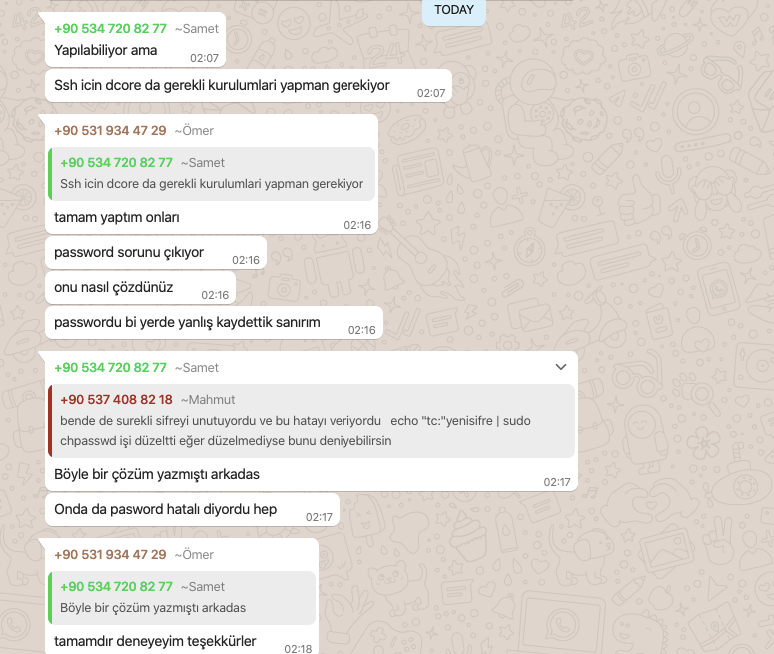 TODAY
+90 534 720 82 77 ~Samet
Yapılabiliyor ama
02:07
Ssh icin dcore da gerekli kurulumlari yapman gerekiyor
02:07
+90 531 934 47 29 ~Ömer
+90 534 720 82 77 ~Samet
Ssh icin dcore da gerekli kurulumlari yapman gerekiyor
tamam yaptım onları
02:16
password sorunu çıkıyor
02:16
onu nasıl çözdünüz
02:16
passwordu bi yerde yanlış kaydettik sanırım
02:16
+90 534 720 82 77 ~Samet
+90 537 408 82 18 ~Mahmut
bende de surekli sifreyi unutuyordu ve bu hatayı veriyordu echo "tc:"yenisifre | sudo
chpasswd işi düzeltti eğer düzelmediyse bunu deniyebilirsin
Böyle bir çözüm yazmıştı arkadas
02:17
Onda da pasword hatalı diyordu hep
02:17
+90 531 934 47 29 ~Ömer
+90 534 720 82 77 ~Samet
Böyle bir çözüm yazmıştı arkadas
tamamdır deneyeyim teşekkürler
02:18